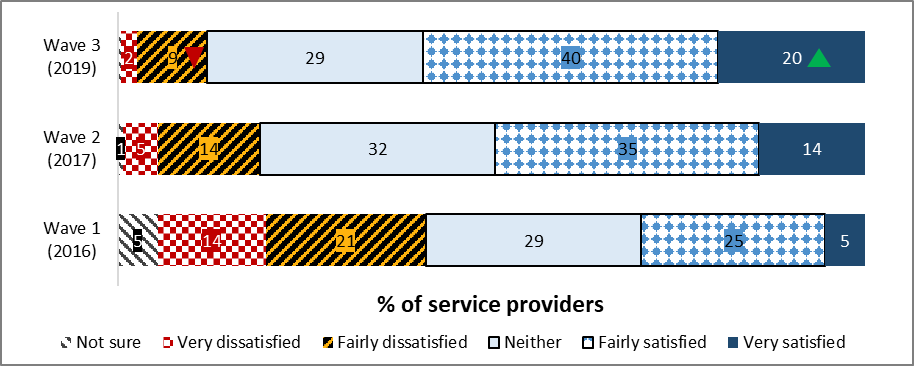 Wave 3
(2019)
2 9 29 40 20
Wave 2
(2017)
1 5 14 32 35 14
Wave 1
(2016)
5 14 21 29 25 5
% of service providers
Not sure Very dissatisfied Fairly dissatisfied Neither Fairly satisfied Very satisfied